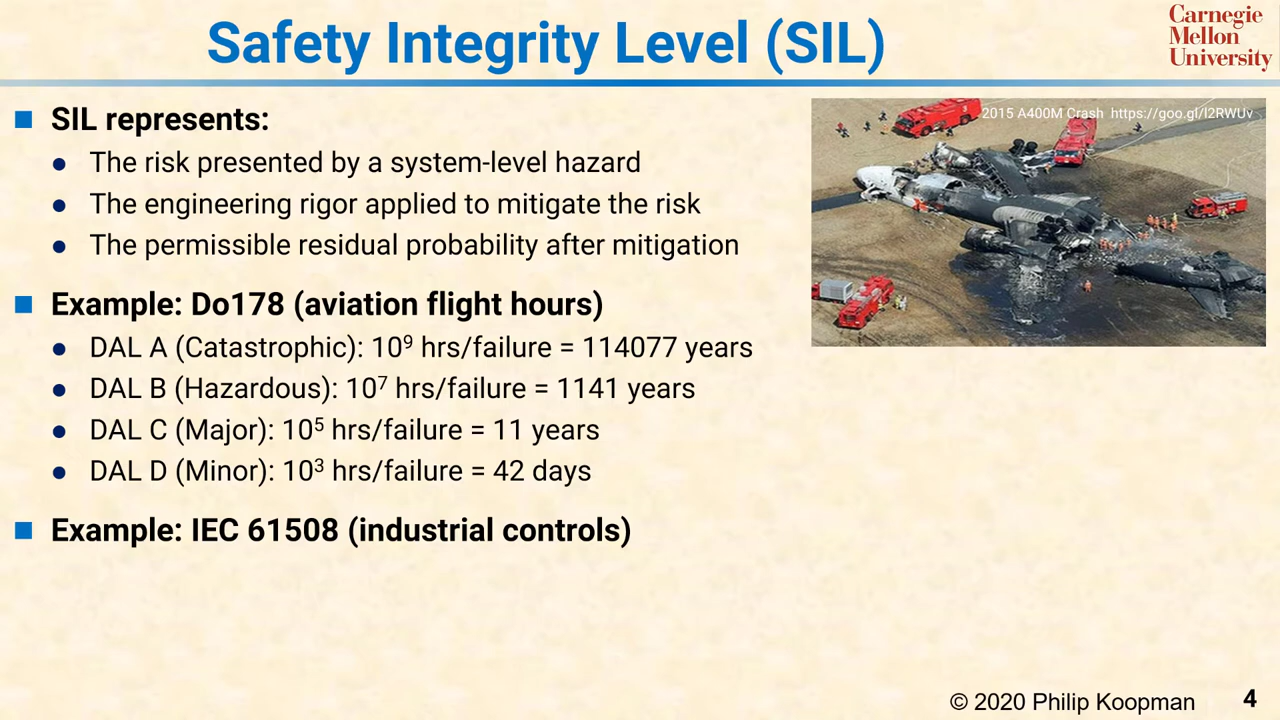 Safety Integrity Level (SIL)
Carnegie
Mellon
University
SIL represents:
The risk presented by a system-level hazard
The engineering rigor applied to mitigate the risk
The permissible residual probability after mitigation
2015 A400M Crash https://goo.gl/l2RWUv
Example: Do178 (aviation flight hours)
DAL A (Catastrophic): 10⁹ hrs/failure = 114077 years
DAL B (Hazardous): 10⁷ hrs/failure = 1141 years
DAL C (Major): 10⁵ hrs/failure = 11 years
DAL D (Minor): 10³ hrs/failure = 42 days
Example: IEC 61508 (industrial controls)
© 2020 Philip Koopman
4